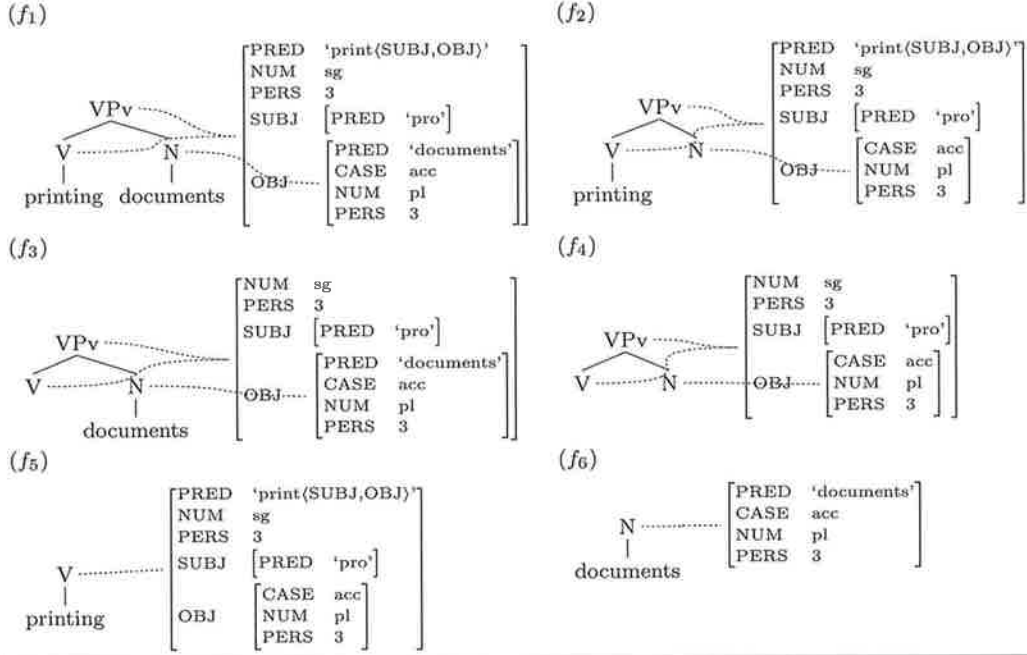 (f1) (f2)
PRED ‘print⟨SUBJ,OBJ⟩’
NUM sg
PERS 3
SUBJ [PRED ‘pro’]
OBJ [PRED ‘documents’
CASE acc
NUM pl
PERS 3]
VPv
V N
printing documents
PRED ‘print⟨SUBJ,OBJ⟩’
NUM sg
PERS 3
SUBJ [PRED ‘pro’]
OBJ [CASE acc
NUM pl
PERS 3]
VPv
V N
printing
(f3) (f4)
NUM sg
PERS 3
SUBJ [PRED ‘pro’]
OBJ [PRED ‘documents’
CASE acc
NUM pl
PERS 3]
VPv
V N
documents
NUM sg
PERS 3
SUBJ [PRED ‘pro’]
OBJ [CASE acc
NUM pl
PERS 3]
VPv
V N
(f5) (f6)
PRED ‘print⟨SUBJ,OBJ⟩’
NUM sg
PERS 3
SUBJ [PRED ‘pro’]
OBJ [CASE acc
NUM pl
PERS 3]
V
printing
PRED ‘documents’
CASE acc
NUM pl
PERS 3
N
documents